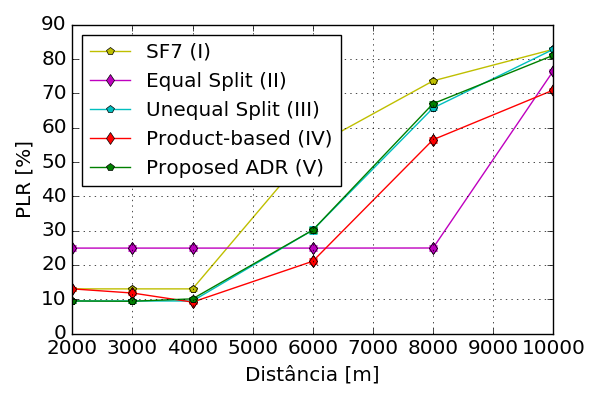 90
80
70
60
50
40
30
20
10
0
PLR [%]
SF7 (I)
Equal Split (II)
Unequal Split (III)
Product-based (IV)
Proposed ADR (V)
2000 3000 4000 5000 6000 7000 8000 9000 10000
Distância [m]